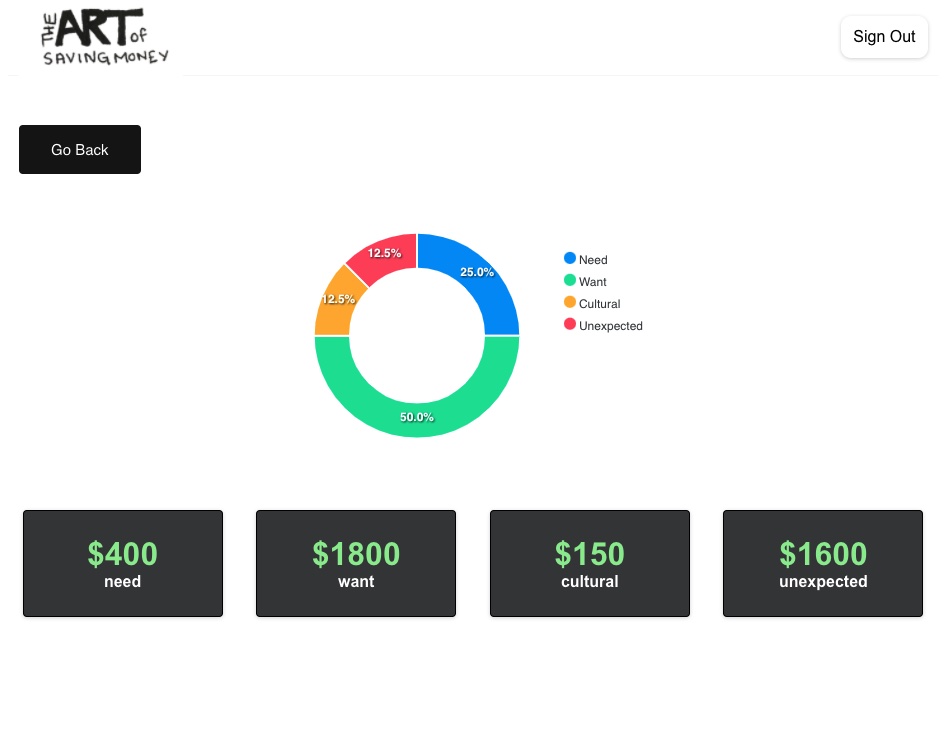 THE ART of
SAVING MONEY
Sign Out
Go Back
12.5%
25.0%
12.5%
50.0%
Need
Want
Cultural
Unexpected
$400
need
$1800
want
$150
cultural
$1600
unexpected